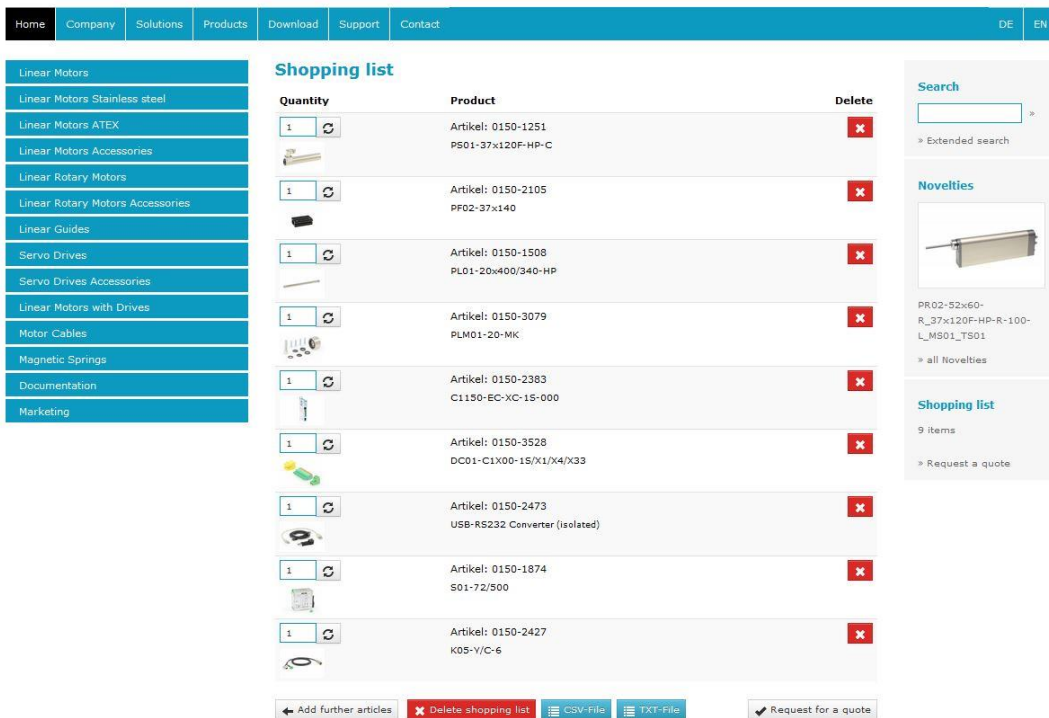 Home Company Solutions Products Download Support Contact DE EN
Linear Motors
Linear Motors Stainless steel
Linear Motors ATEX
Linear Motors Accessories
Linear Rotary Motors
Linear Rotary Motors Accessories
Linear Guides
Servo Drives
Servo Drives Accessories
Linear Motors with Drives
Motor Cables
Magnetic Springs
Documentation
Marketing
Shopping list
Quantity Product Delete
1 Artikel: 0150-1251
PS01-37x120F-HP-C
1 Artikel: 0150-2105
PF02-37x140
1 Artikel: 0150-1508
PL01-20x400/340-HP
1 Artikel: 0150-3079
PLM01-20-MK
1 Artikel: 0150-2383
C1150-EC-XC-1S-000
1 Artikel: 0150-3528
DC01-C1X00-1S/X1/X4/X33
1 Artikel: 0150-2473
USB-RS232 Converter (isolated)
1 Artikel: 0150-1874
S01-72/500
1 Artikel: 0150-2427
K05-Y/C-6
Add further articles Delete shopping list CSV-File TXT-File Request for a quote
Search
»
» Extended search
Novelties
PR02-52x60-
R_37x120F-HP-R-100-
L_MS01_TS01
» all Novelties
Shopping list
9 items
» Request a quote